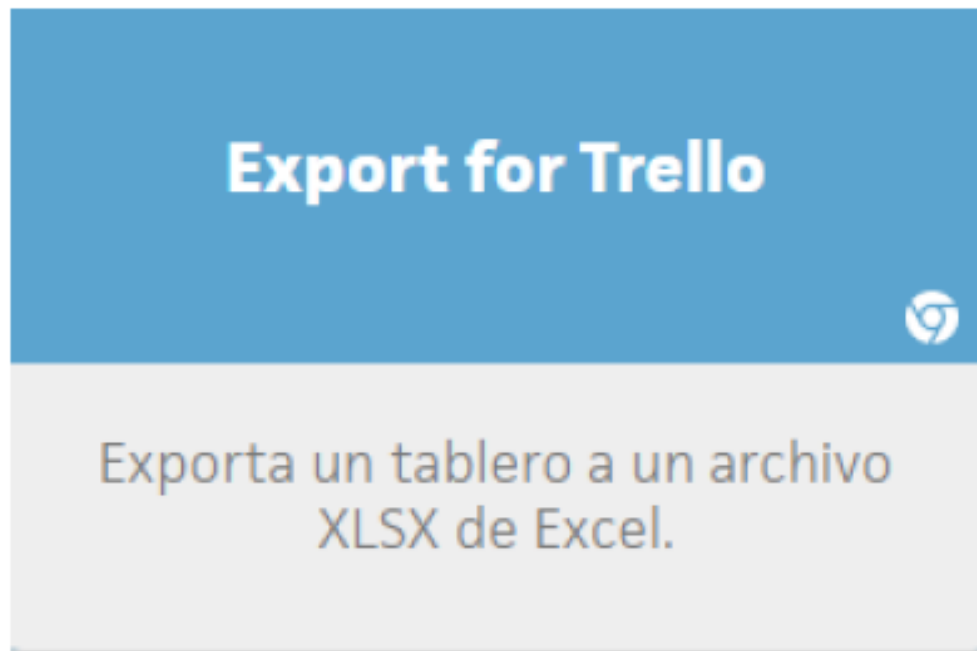 Export for Trello
Exporta un tablero a un archivo
XLSX de Excel.